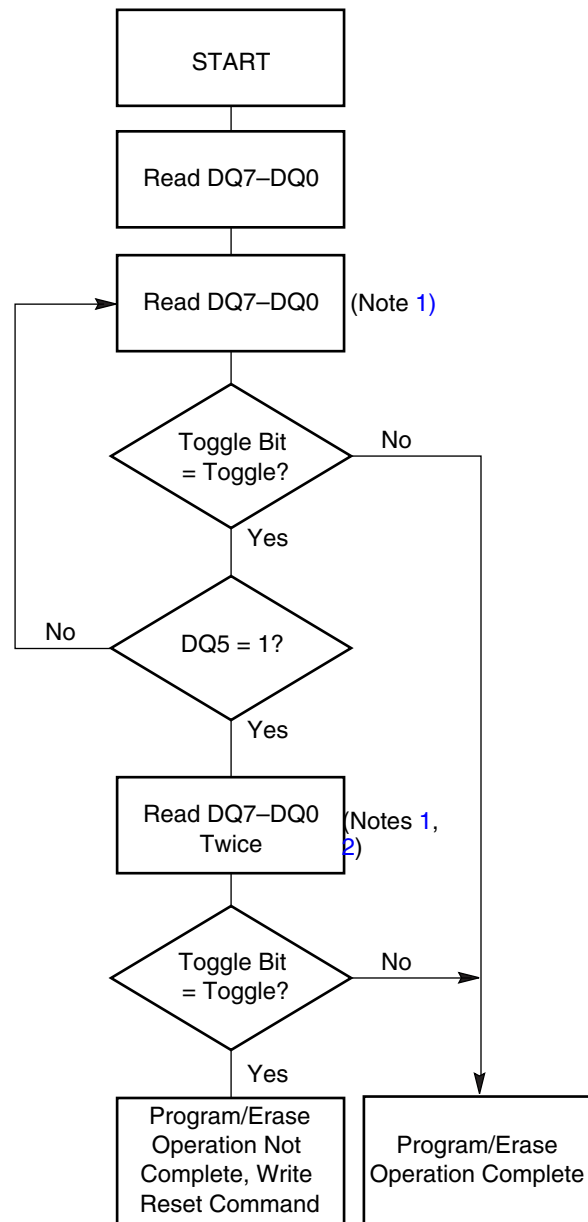 START
Read DQ7–DQ0
Read DQ7–DQ0
(Note 1)
Toggle Bit
= Toggle?
No
Yes
No
DQ5 = 1?
Yes
Read DQ7–DQ0
Twice
(Notes 1,
2)
Toggle Bit
= Toggle?
No
Yes
Program/Erase
Operation Not
Complete, Write
Reset Command
Program/Erase
Operation Complete